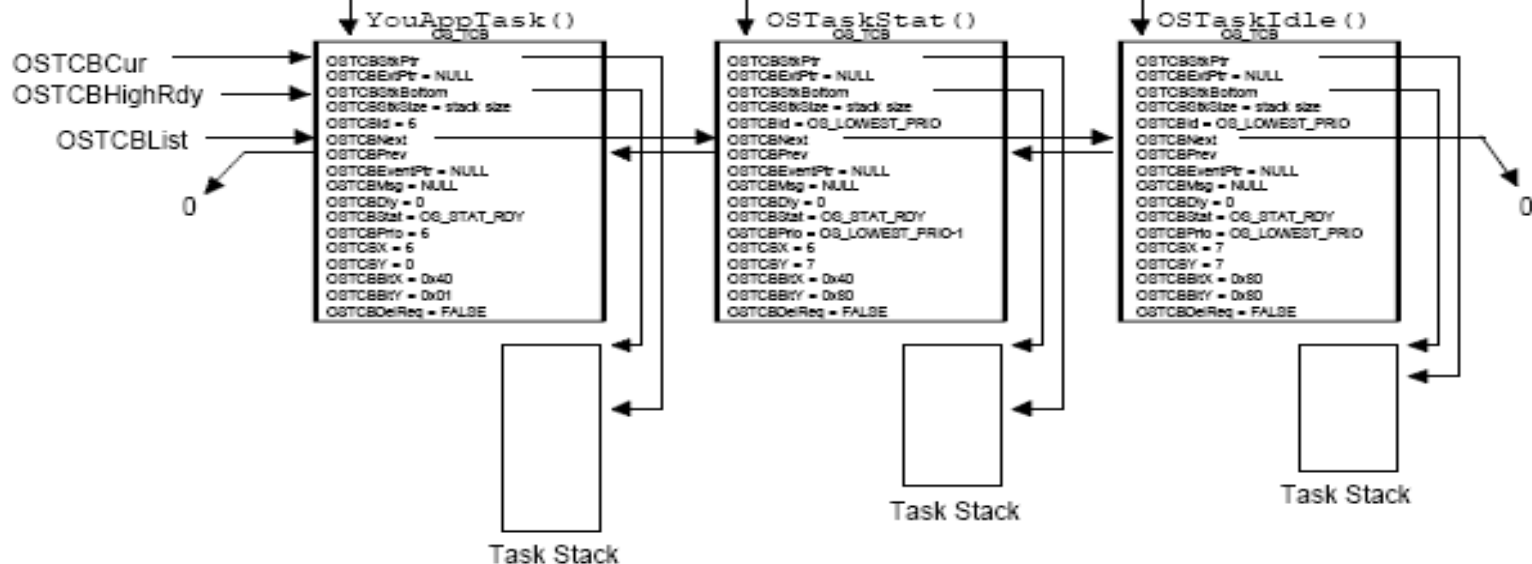 YouAppTask()
OSTaskStat()
OSTaskIdle()
OS_TCB
OS_TCB
OS_TCB
OSTCBCur
OSTCBHighRdy
OSTCBList
0
OSTCBStkPtr
OSTCBExtPtr = NULL
OSTCBStkBottom
OSTCBStkSize = stack size
OSTCBId = 6
OSTCBNext
OSTCBPrev
OSTCBEventPtr = NULL
OSTCBMsg = NULL
OSTCBDly = 0
OSTCBStat = OS_STAT_RDY
OSTCBPrio = 6
OSTCBX = 6
OSTCBY = 0
OSTCBBitX = 0x40
OSTCBBitY = 0x01
OSTCBDelReq = FALSE
OSTCBStkPtr
OSTCBExtPtr = NULL
OSTCBStkBottom
OSTCBStkSize = stack size
OSTCBId = OS_LOWEST_PRIO
OSTCBNext
OSTCBPrev
OSTCBEventPtr = NULL
OSTCBMsg = NULL
OSTCBDly = 0
OSTCBStat = OS_STAT_RDY
OSTCBPrio = OS_LOWEST_PRIO-1
OSTCBX = 6
OSTCBY = 7
OSTCBBitX = 0x40
OSTCBBitY = 0x80
OSTCBDelReq = FALSE
OSTCBStkPtr
OSTCBExtPtr = NULL
OSTCBStkBottom
OSTCBStkSize = stack size
OSTCBId = OS_LOWEST_PRIO
OSTCBNext
OSTCBPrev
OSTCBEventPtr = NULL
OSTCBMsg = NULL
OSTCBDly = 0
OSTCBStat = OS_STAT_RDY
OSTCBPrio = OS_LOWEST_PRIO
OSTCBX = 7
OSTCBY = 7
OSTCBBitX = 0x80
OSTCBBitY = 0x80
OSTCBDelReq = FALSE
0
Task Stack
Task Stack
Task Stack